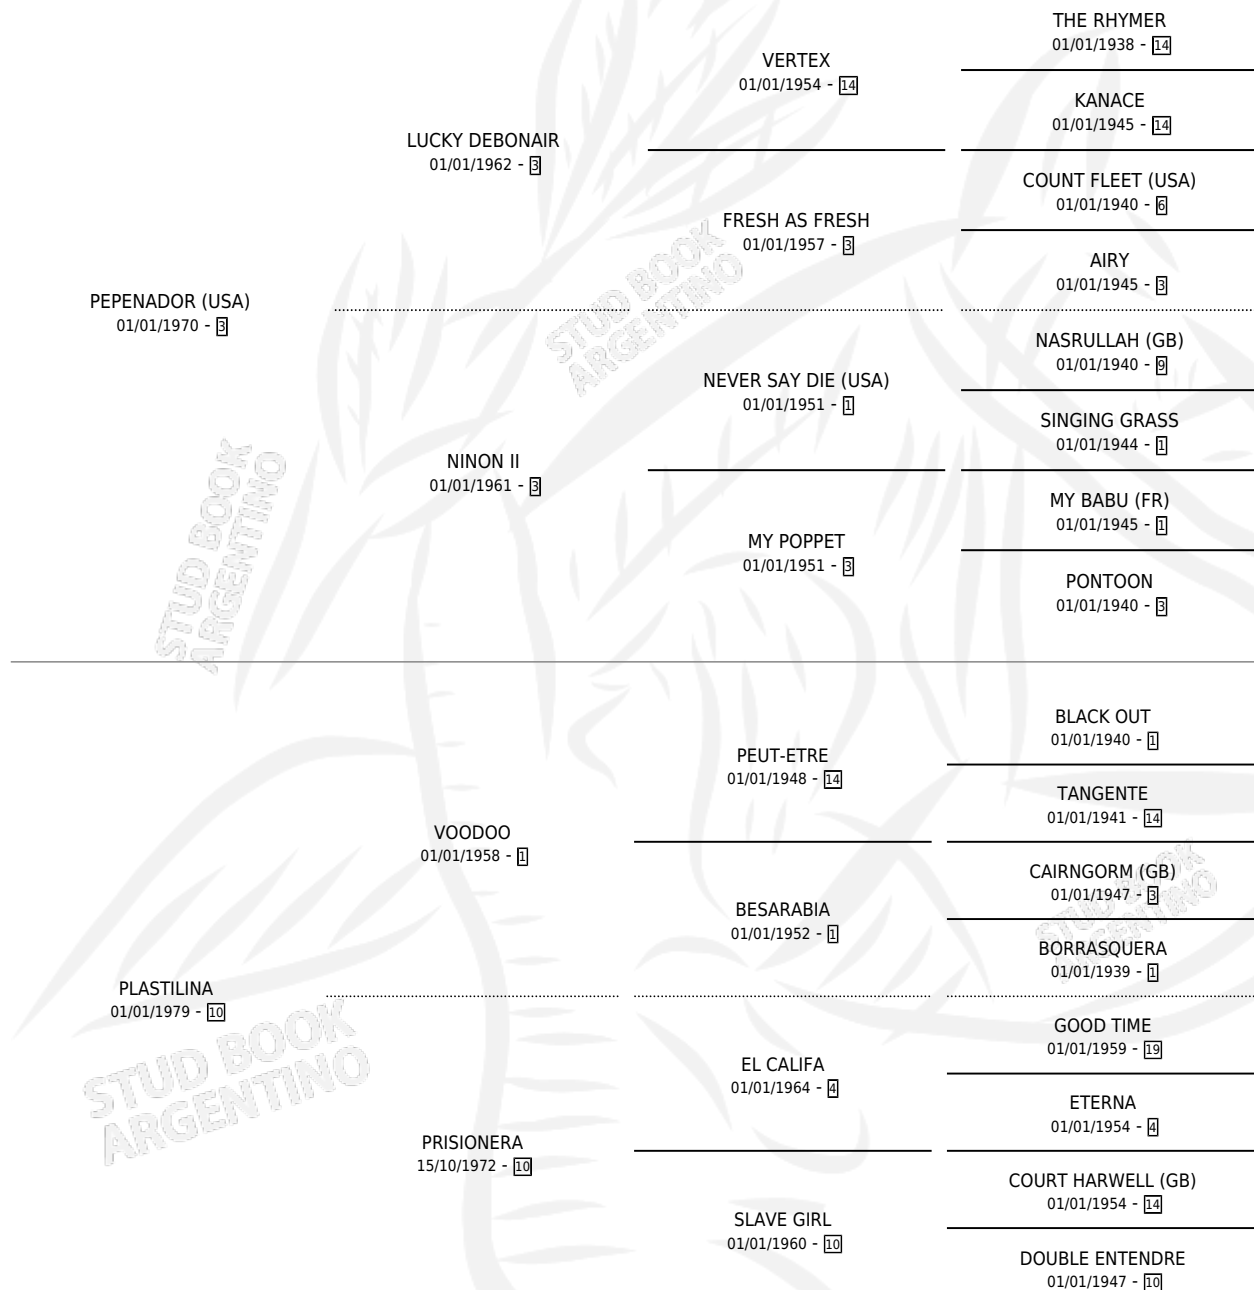 THE RHYMER
01/01/1938 - 14
VERTEX
01/01/1954 - 14
KANACE
01/01/1945 - 14
LUCKY DEBONAIR
01/01/1962 - 3
COUNT FLEET (USA)
01/01/1940 - 6
FRESH AS FRESH
01/01/1957 - 3
AIRY
01/01/1945 - 3
PEPENADOR (USA)
01/01/1970 - 3
NASRULLAH (GB)
01/01/1940 - 9
NEVER SAY DIE (USA)
01/01/1951 - 1
SINGING GRASS
01/01/1944 - 1
NINON II
01/01/1961 - 3
MY BABU (FR)
01/01/1945 - 1
MY POPPET
01/01/1951 - 3
PONTOON
01/01/1940 - 3
BLACK OUT
01/01/1940 - 1
PEUT-ETRE
01/01/1948 - 14
TANGENTE
01/01/1941 - 14
VOODOO
01/01/1958 - 1
CAIRNGORM (GB)
01/01/1947 - 3
BESARABIA
01/01/1952 - 1
BORRASQUERA
01/01/1939 - 1
PLASTILINA
01/01/1979 - 10
GOOD TIME
01/01/1959 - 19
EL CALIFA
01/01/1964 - 4
ETERNA
01/01/1954 - 4
PRISIONERA
15/10/1972 - 10
COURT HARWELL (GB)
01/01/1954 - 14
SLAVE GIRL
01/01/1960 - 10
DOUBLE ENTENDRE
01/01/1947 - 10
STUD BOOK
ARGENTINO
STUD BOOK
ARGENTINO
STUD BOOK
ARGENTINO
STUD BOOK
ARGENTINO